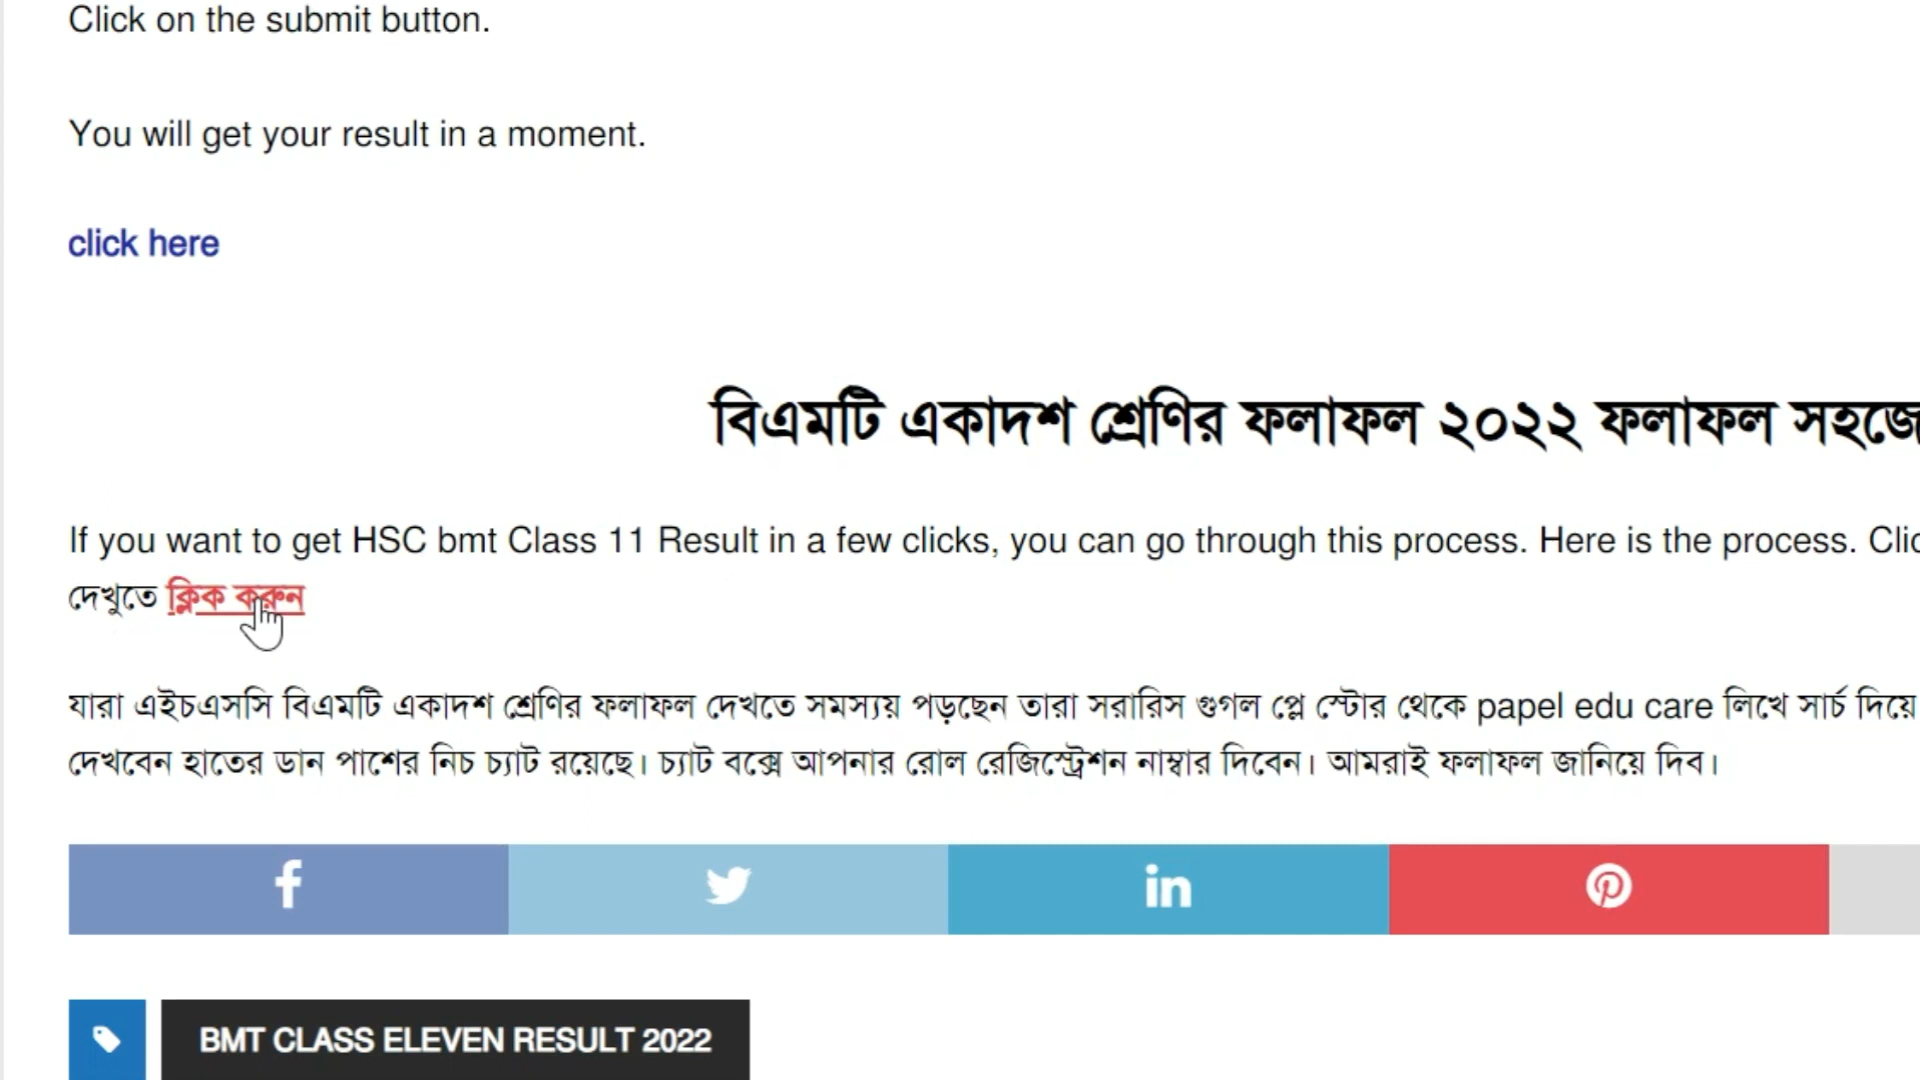 Click on the submit button.
You will get your result in a moment.
click here
বিএমটি একাদশ শ্রেণির ফলাফল ২০২২ ফলাফল সহজে
If you want to get HSC bmt Class 11 Result in a few clicks, you can go through this process. Here is the process.
দেখুতে ক্লিক করুন
যারা এইচএসসি বিএমটি একাদশ শ্রেণির ফলাফল দেখতে সমস্যয় পড়ছেন তারা সরারিস গুগল প্লে স্টোর থেকে papel edu care লিখে সার্চ দিয়ে
দেখবেন হাতের ডান পাশের নিচ চ্যাট রয়েছে। চ্যাট বক্সে আপনার রোল রেজিস্ট্রেশন নাম্বার দিবেন। আমরাই ফলাফল জানিয়ে দিব।
BMT CLASS ELEVEN RESULT 2022